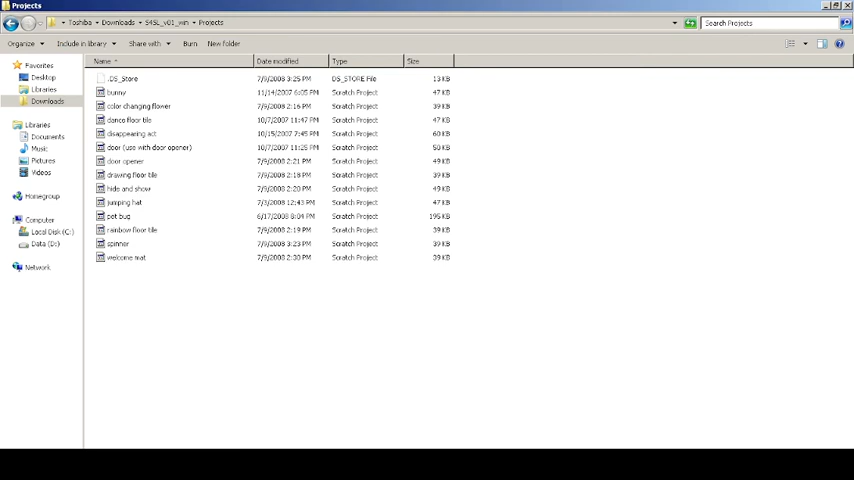 Projects
Toshiba ▸ Downloads ▸ S4SL_v01_win ▸ Projects
Search Projects
Organize ▾ Include in library ▾ Share with ▾ Burn New folder
Favorites
Desktop
Libraries
Downloads
Libraries
Documents
Music
Pictures
Videos
Homegroup
Computer
Local Disk (C:)
Data (D:)
Network
Name Date modified Type Size
.DS_Store 7/9/2008 3:25 PM DS_STORE File 13 KB
bunny 11/14/2007 6:05 PM Scratch Project 47 KB
color changing flower 7/9/2008 2:16 PM Scratch Project 39 KB
dance floor tile 10/7/2007 11:47 PM Scratch Project 47 KB
disappearing act 10/15/2007 7:45 PM Scratch Project 60 KB
door (use with door opener) 10/7/2007 11:25 PM Scratch Project 50 KB
door opener 7/9/2008 2:21 PM Scratch Project 49 KB
drawing floor tile 7/9/2008 2:18 PM Scratch Project 39 KB
hide and show 7/9/2008 2:20 PM Scratch Project 49 KB
jumping hat 7/3/2008 12:43 PM Scratch Project 47 KB
pet bug 6/17/2008 8:04 PM Scratch Project 195 KB
rainbow floor tile 7/9/2008 2:19 PM Scratch Project 39 KB
spinner 7/9/2008 3:23 PM Scratch Project 39 KB
welcome mat 7/9/2008 2:30 PM Scratch Project 39 KB